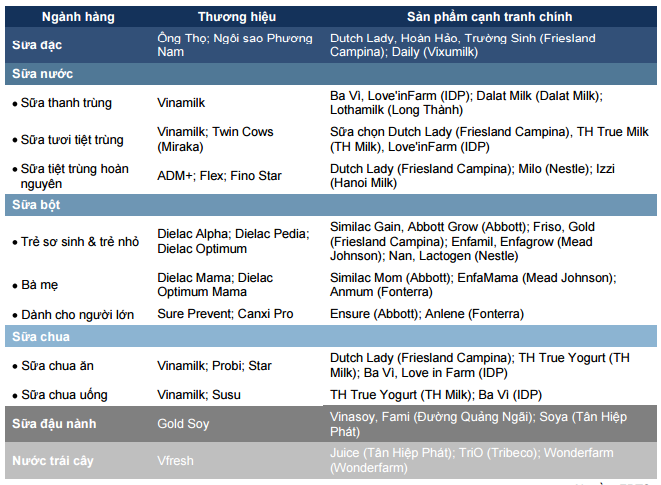 Ngành hàng Thương hiệu Sản phẩm cạnh tranh chính
Sữa đặc
Ông Thọ; Ngôi sao Phương
Nam
Dutch Lady, Hoàn Hảo, Trường Sinh (Friesland
Campina); Daily (Vixumilk)
Sữa nước
• Sữa thanh trùng
Vinamilk
Ba Vì, Love'inFarm (IDP); Dalat Milk (Dalat Milk);
Lothamilk (Long Thành)
• Sữa tươi tiệt trùng
Vinamilk; Twin Cows
(Miraka)
Sữa chọn Dutch Lady (Friesland Campina), TH True Milk
(TH Milk), Love'inFarm (IDP)
• Sữa tiệt trùng hoàn
nguyên
ADM+; Flex; Fino Star
Dutch Lady (Friesland Campina); Milo (Nestle); Izzi
(Hanoi Milk)
Sữa bột
• Trẻ sơ sinh & trẻ nhỏ
Dielac Alpha; Dielac Pedia;
Dielac Optimum
Similac Gain, Abbott Grow (Abbott); Friso, Gold
(Friesland Campina); Enfamil, Enfagrow (Mead
Johnson); Nan, Lactogen (Nestle)
• Bà mẹ
Dielac Mama; Dielac
Optimum Mama
Similac Mom (Abbott); EnfaMama (Mead Johnson);
Anmum (Fonterra)
• Dành cho người lớn
Sure Prevent; Canxi Pro
Ensure (Abbott); Anlene (Fonterra)
Sữa chua
• Sữa chua ăn
Vinamilk; Probi; Star
Dutch Lady (Friesland Campina); TH True Yogurt (TH
Milk); Ba Vì, Love in Farm (IDP)
• Sữa chua uống
Vinamilk; Susu
TH True Yogurt (TH Milk); Ba Vì (IDP)
Sữa đậu nành
Gold Soy
Vinasoy, Fami (Đường Quảng Ngãi); Soya (Tân Hiệp
Phát)
Nước trái cây
Vfresh
Juice (Tân Hiệp Phát); TriO (Tribeco); Wonderfarm
(Wonderfarm)